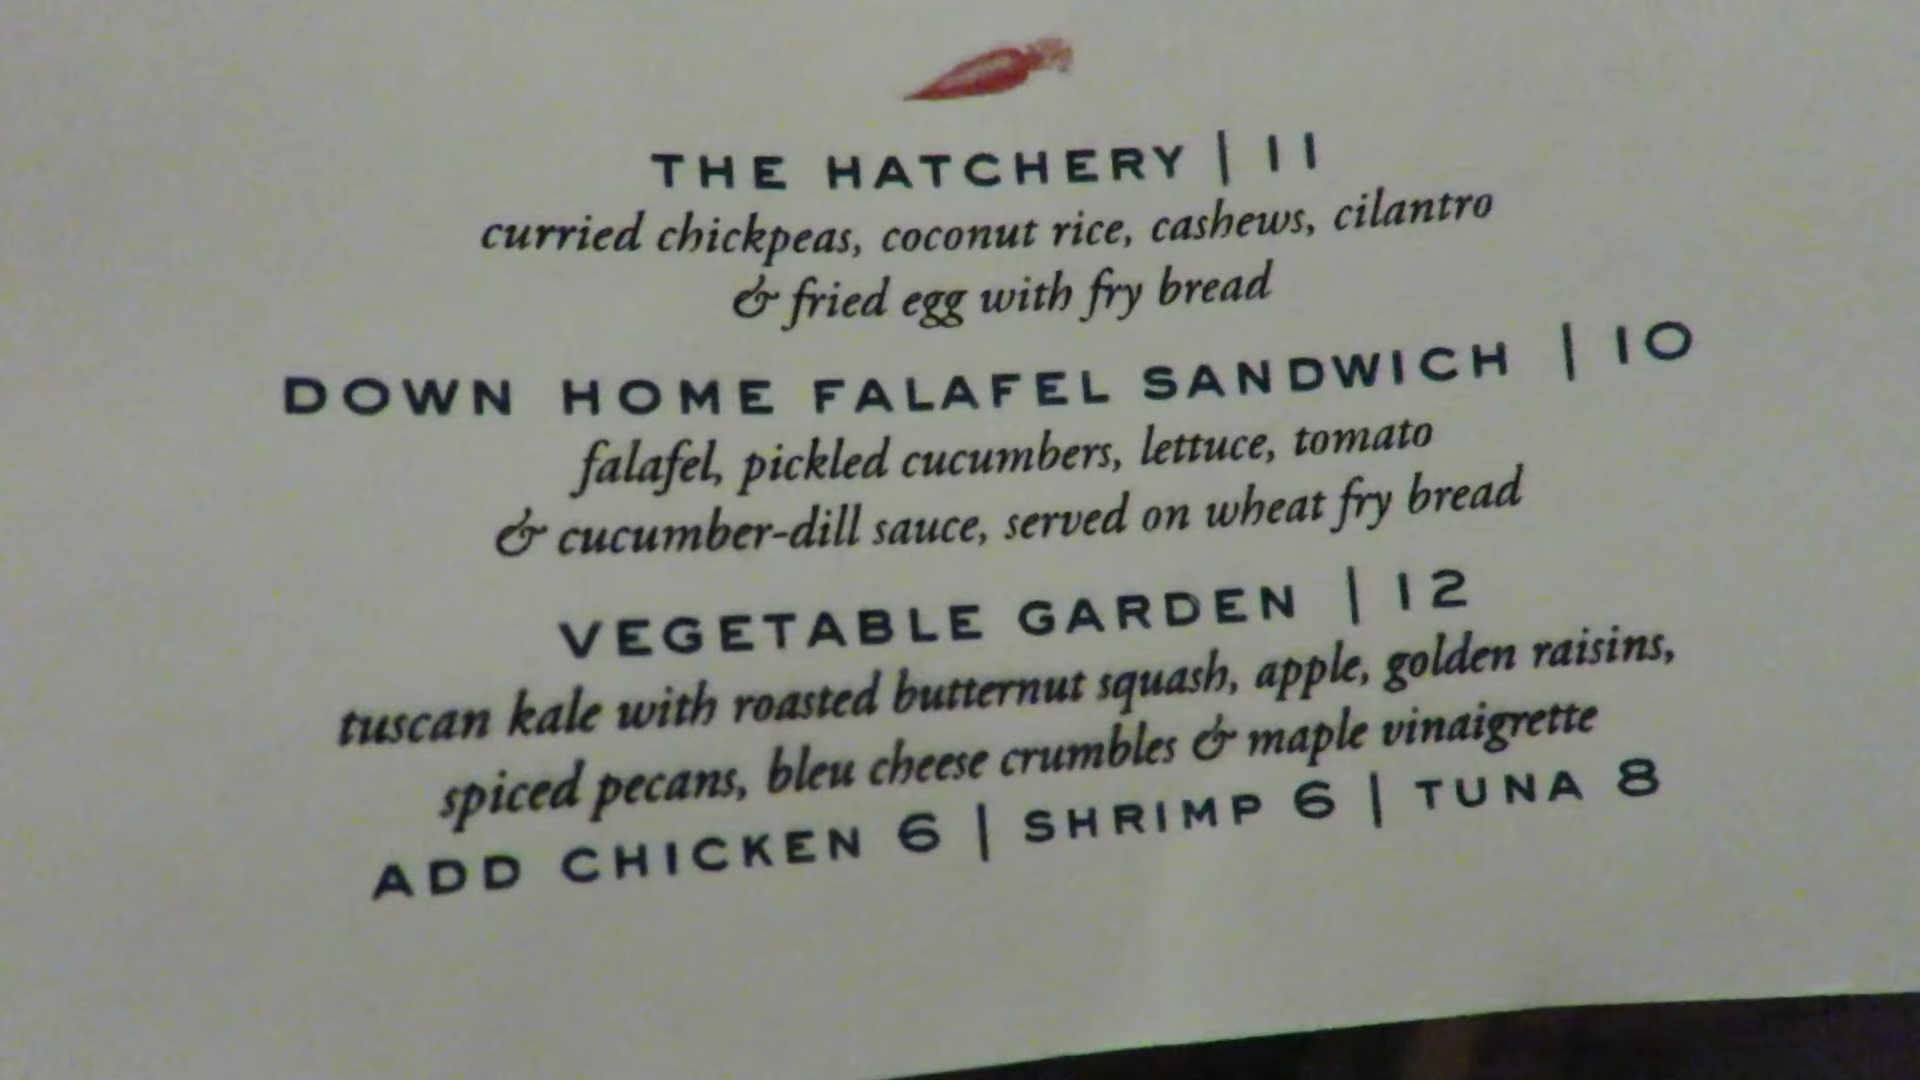 THE HATCHERY | 11
curried chickpeas, coconut rice, cashews, cilantro
& fried egg with fry bread
DOWN HOME FALAFEL SANDWICH | 10
falafel, pickled cucumbers, lettuce, tomato
& cucumber-dill sauce, served on wheat fry bread
VEGETABLE GARDEN | 12
tuscan kale with roasted butternut squash, apple, golden raisins,
spiced pecans, bleu cheese crumbles & maple vinaigrette
ADD CHICKEN 6 | SHRIMP 6 | TUNA 8